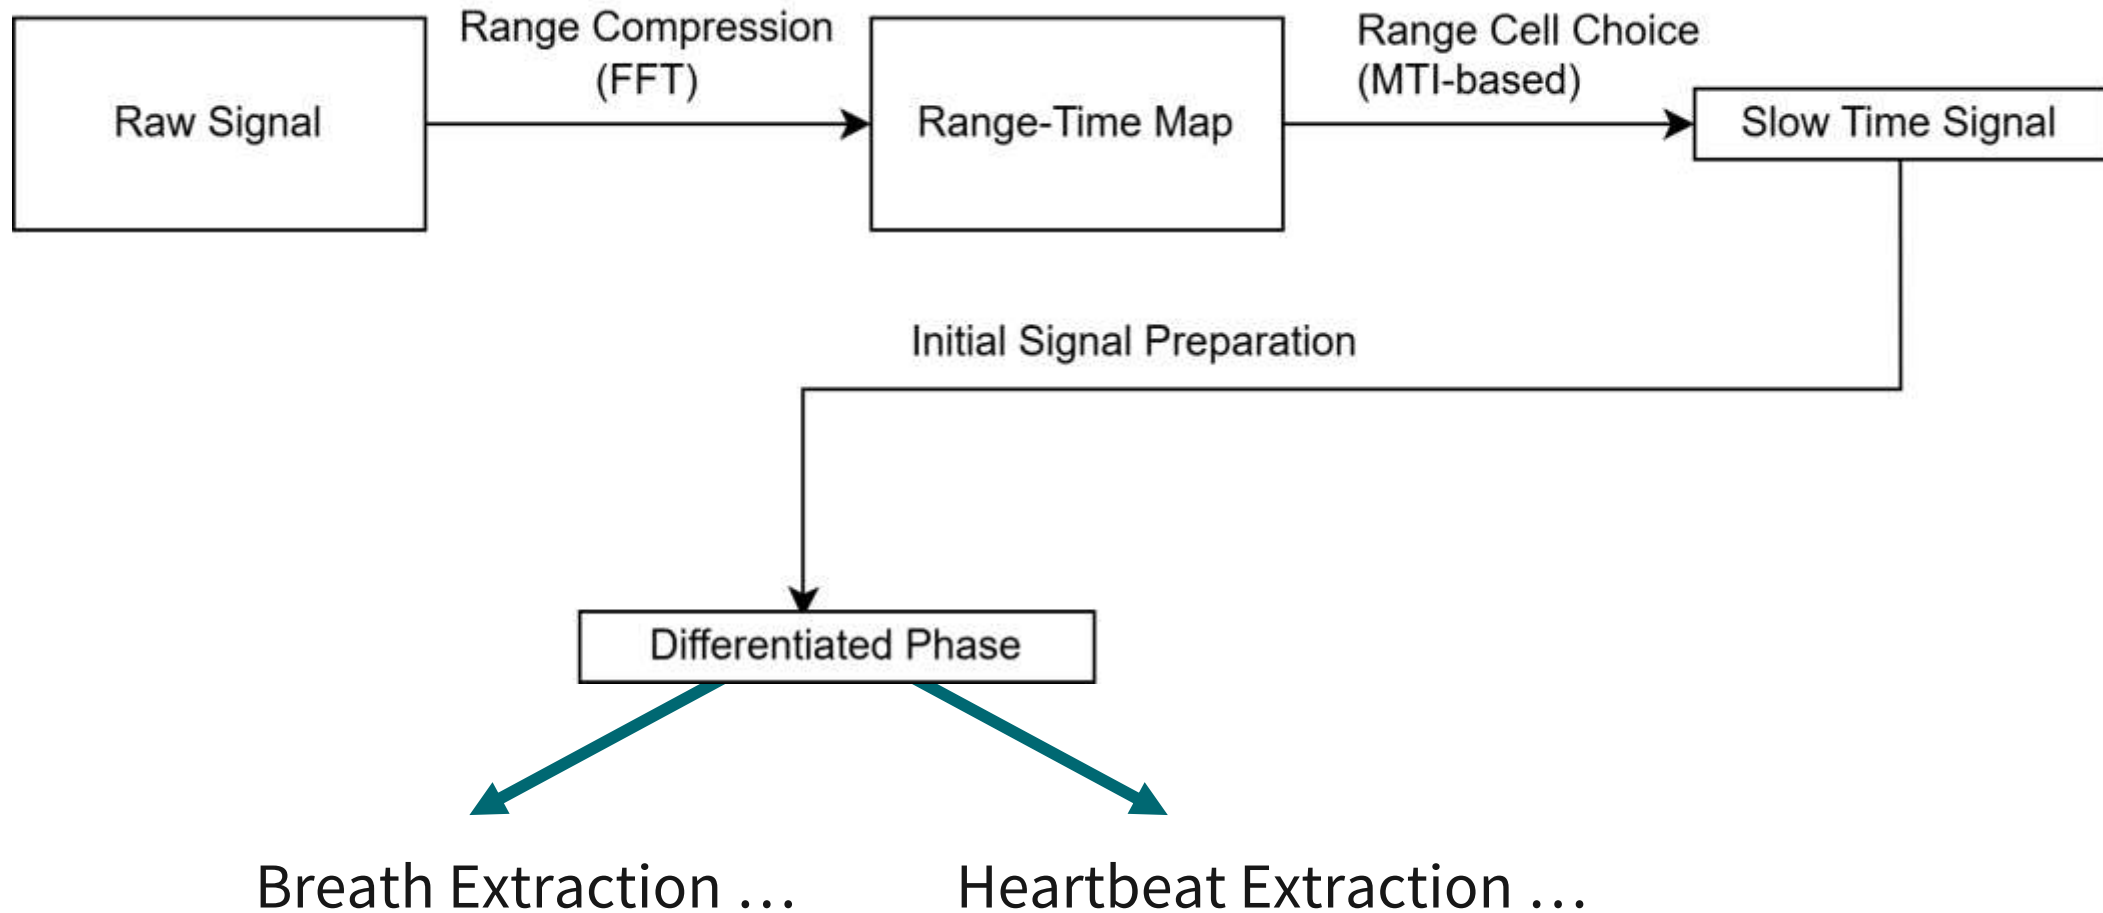 Raw Signal
Range Compression
(FFT)
Range-Time Map
Range Cell Choice
(MTI-based)
Slow Time Signal
Initial Signal Preparation
Differentiated Phase
Breath Extraction …
Heartbeat Extraction …